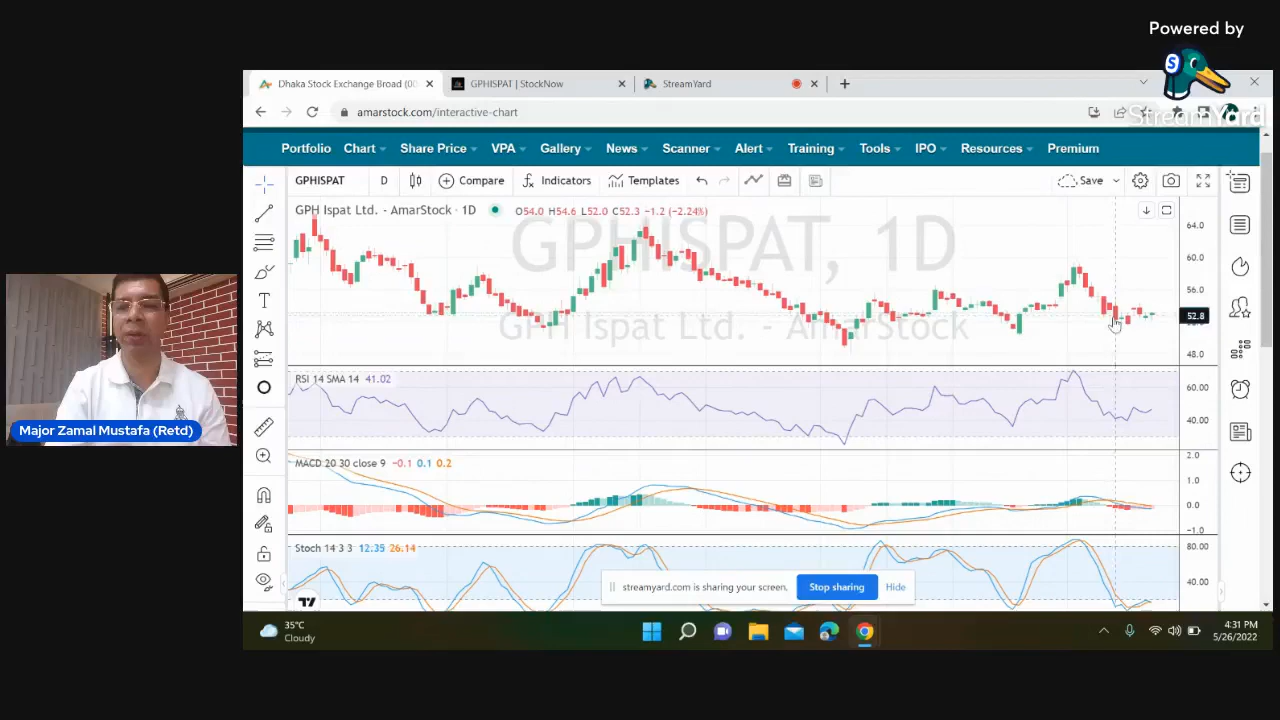 Powered by
S
StreamYard
Dhaka Stock Exchange Broad (00
GPHISPAT | StockNow
StreamYard
amarstock.com/interactive-chart
Portfolio Chart Share Price VPA Gallery News Scanner Alert Training Tools IPO Resources Premium
GPHISPAT D Compare Indicators Templates Save
GPH Ispat Ltd. - AmarStock · 1D O54.0 H54.6 L52.0 C52.3 −1.2 (−2.24%)
GPHISPAT, 1D
GPH Ispat Ltd. - AmarStock
64.0
60.0
56.0
52.8
48.0
RSI 14 SMA 14 41.02
60.00
40.00
MACD 20 30 close 9 −0.1 0.1 0.2
2.0
1.0
0.0
−1.0
Stoch 14 3 3 12.35 26.14
80.00
40.00
streamyard.com is sharing your screen. Stop sharing Hide
Major Zamal Mustafa (Retd)
35°C
Cloudy
4:31 PM
5/26/2022